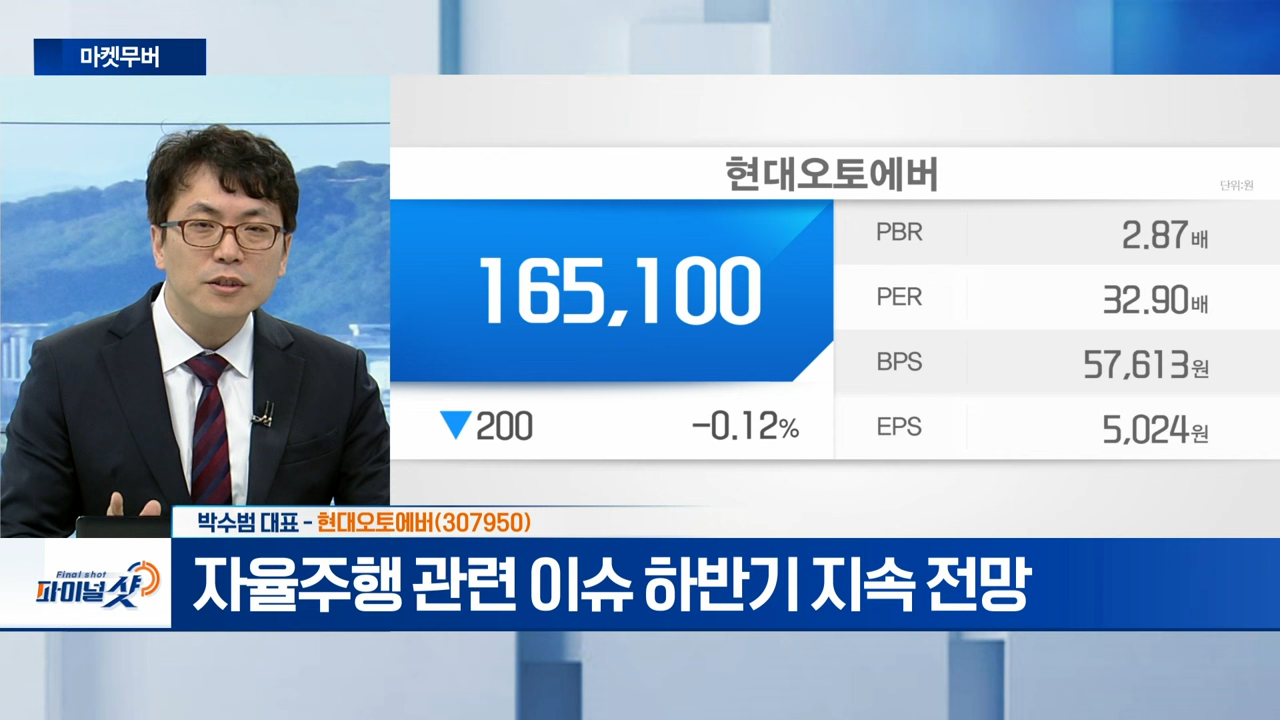 마켓무버
현대오토에버
단위:원
165,100
▼200 -0.12%
PBR 2.87배
PER 32.90배
BPS 57,613원
EPS 5,024원
박수범 대표 - 현대오토에버(307950)
Final shot
파이널샷
자율주행 관련 이슈 하반기 지속 전망